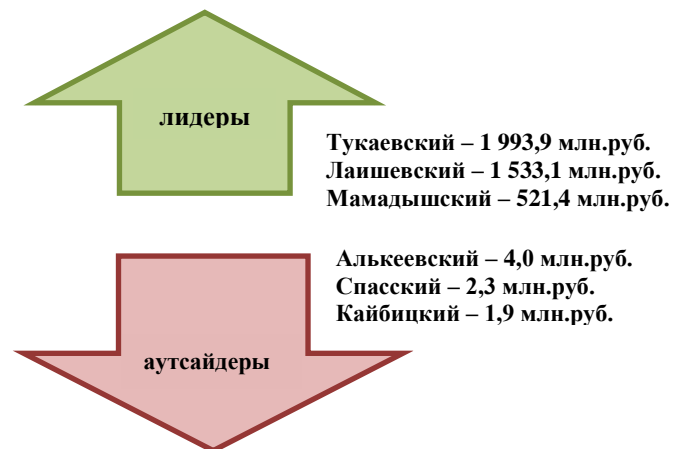 лидеры
Тукаевский – 1 993,9 млн.руб.
Лаишевский – 1 533,1 млн.руб.
Мамадышский – 521,4 млн.руб.
Алькеевский – 4,0 млн.руб.
Спасский – 2,3 млн.руб.
Кайбицкий – 1,9 млн.руб.
аутсайдеры